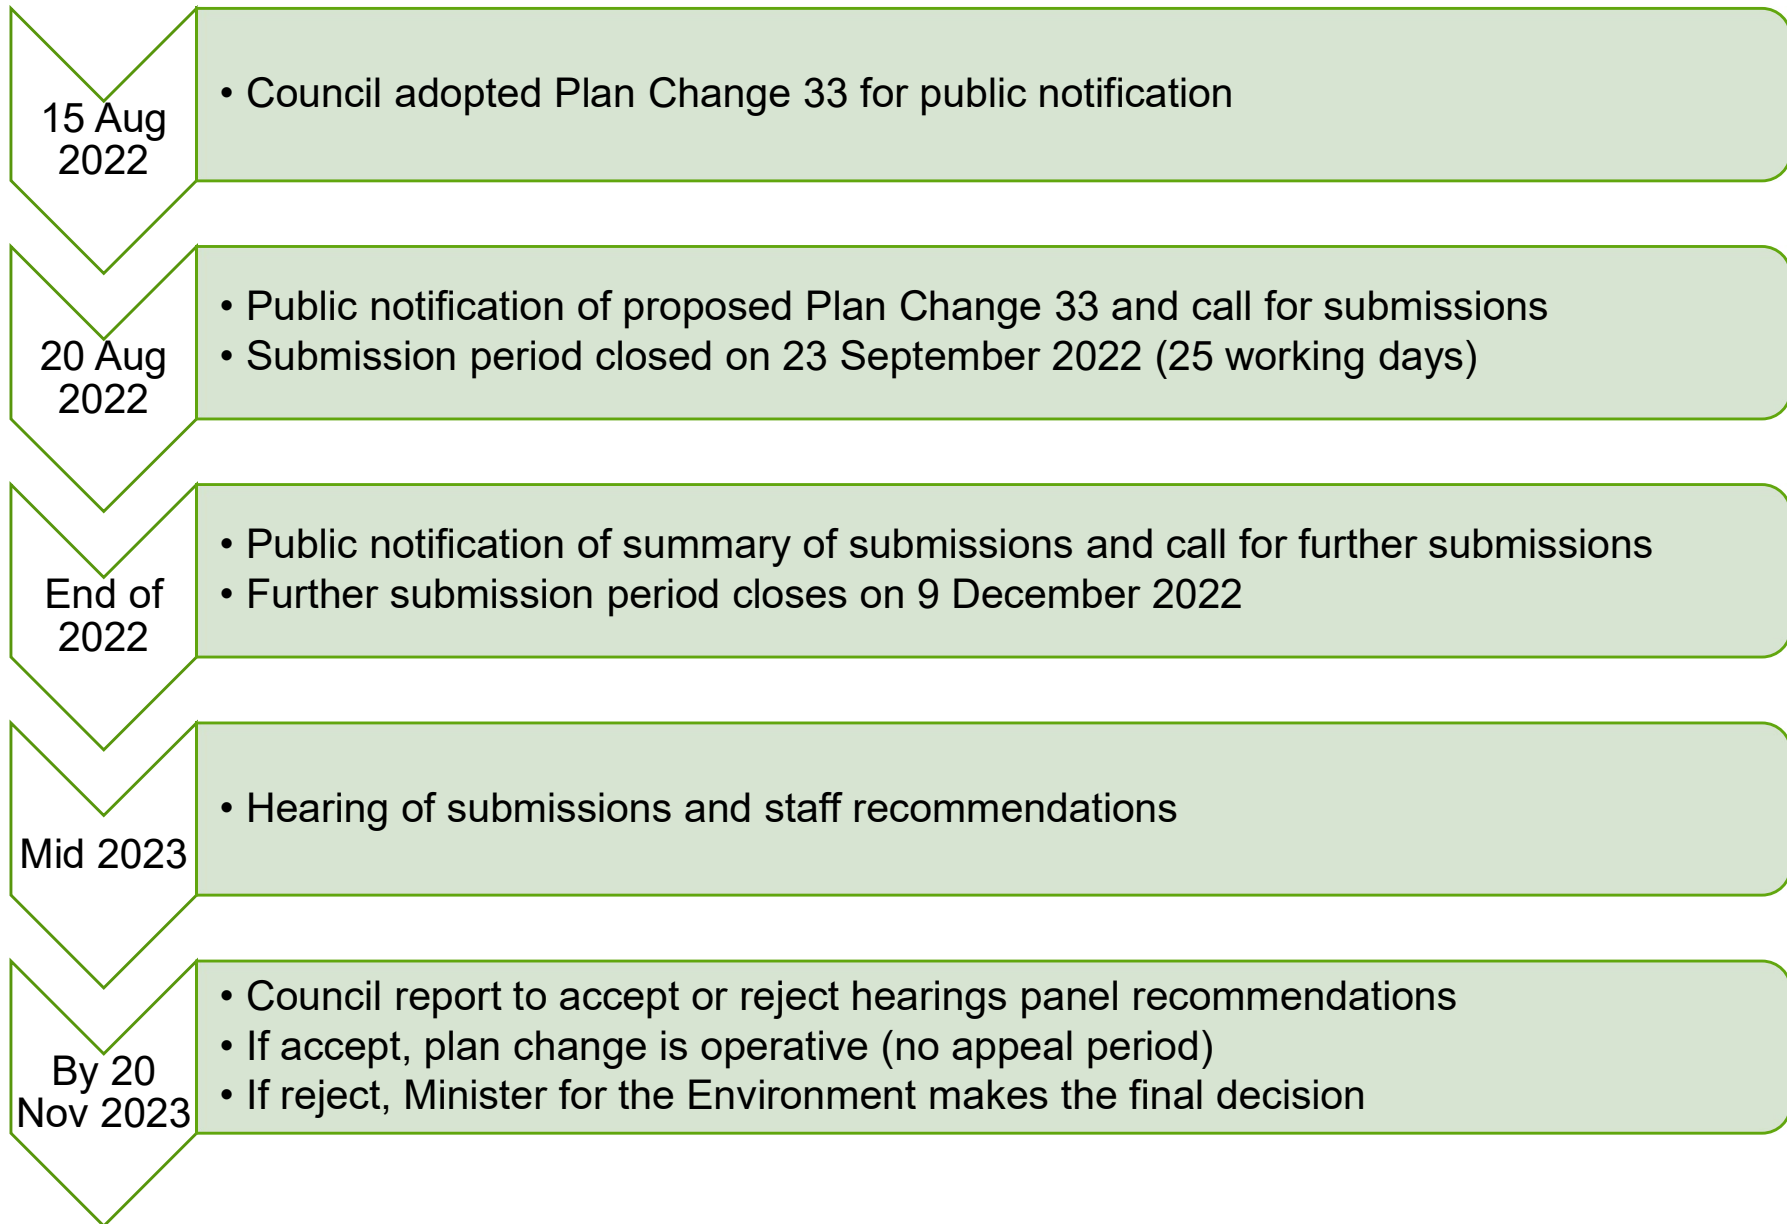 15 Aug
2022
• Council adopted Plan Change 33 for public notification
20 Aug
2022
• Public notification of proposed Plan Change 33 and call for submissions
• Submission period closed on 23 September 2022 (25 working days)
End of
2022
• Public notification of summary of submissions and call for further submissions
• Further submission period closes on 9 December 2022
Mid 2023
• Hearing of submissions and staff recommendations
By 20
Nov 2023
• Council report to accept or reject hearings panel recommendations
• If accept, plan change is operative (no appeal period)
• If reject, Minister for the Environment makes the final decision